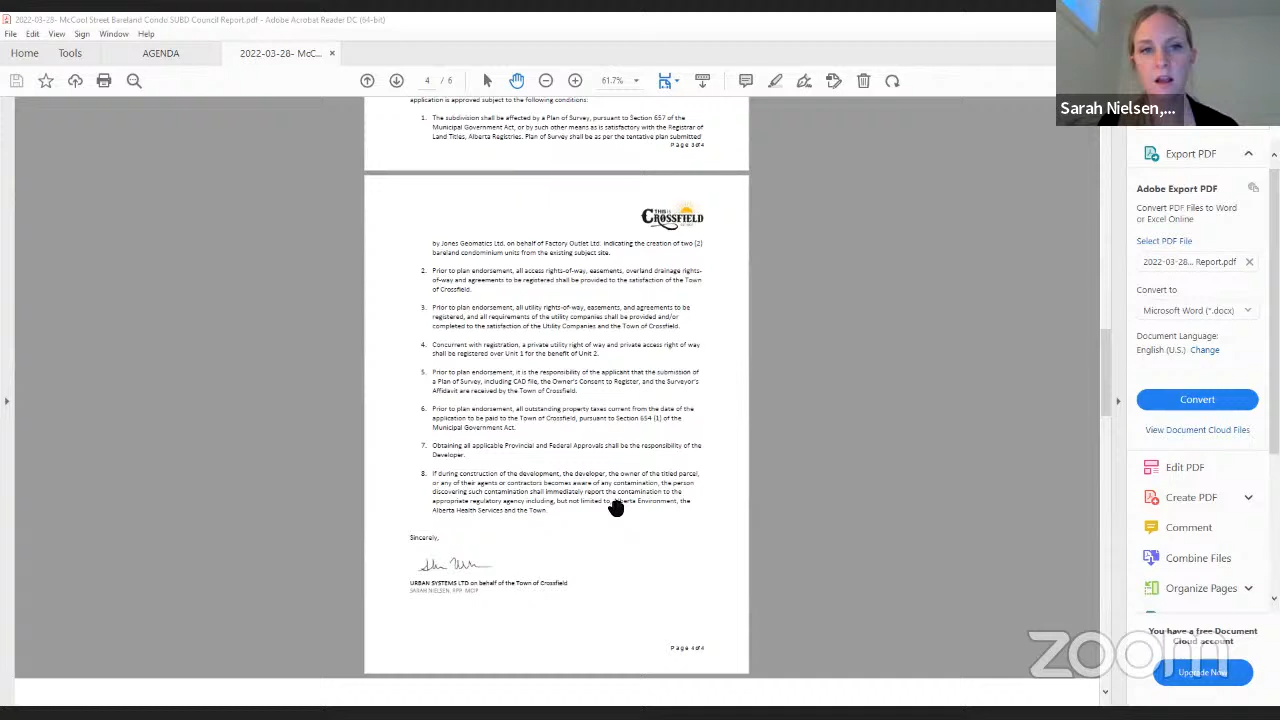 2022-03-28- McCool Street Bareland Condo SUBD Council Report.pdf - Adobe Acrobat Reader DC (64-bit)
File Edit View Sign Window Help
Home Tools AGENDA 2022-03-28- McC... ×
4 / 6 61.7%
Sarah Nielsen,...
application is approved subject to the following conditions:
1. The subdivision shall be affected by a Plan of Survey, pursuant to Section 657 of the
Municipal Government Act, or by such other means as is satisfactory with the Registrar of
Land Titles, Alberta Registries. Plan of Survey shall be as per the tentative plan submitted
Page 3of4
THIS IS
CROSSFIELD
by Jones Geomatics Ltd. on behalf of Factory Outlet Ltd. indicating the creation of two (2)
bareland condominium units from the existing subject site.
2. Prior to plan endorsement, all access rights-of-way, easements, overland drainage rights-
of-way and agreements to be registered shall be provided to the satisfaction of the Town
of Crossfield.
3. Prior to plan endorsement, all utility rights-of-way, easements, and agreements to be
registered, and all requirements of the utility companies shall be provided and/or
completed to the satisfaction of the Utility Companies and the Town of Crossfield.
4. Concurrent with registration, a private utility right of way and private access right of way
shall be registered over Unit 1 for the benefit of Unit 2.
5. Prior to plan endorsement, it is the responsibility of the applicant that the submission of
a Plan of Survey, including CAD file, the Owner's Consent to Register, and the Surveyor's
Affidavit are received by the Town of Crossfield.
6. Prior to plan endorsement, all outstanding property taxes current from the date of the
application to be paid to the Town of Crossfield, pursuant to Section 654 (1) of the
Municipal Government Act.
7. Obtaining all applicable Provincial and Federal Approvals shall be the responsibility of the
Developer.
8. If during construction of the development, the developer, the owner of the titled parcel,
or any of their agents or contractors becomes aware of any contamination, the person
discovering such contamination shall immediately report the contamination to the
appropriate regulatory agency including, but not limited to Alberta Environment, the
Alberta Health Services and the Town.
Sincerely,
URBAN SYSTEMS LTD on behalf of the Town of Crossfield
SARAH NIELSEN, RPP MCIP
Page 4of4
Export PDF
Adobe Export PDF
Convert PDF Files to Word
or Excel Online
Select PDF File
2022-03-28... Report.pdf ×
Convert to
Microsoft Word (*.docx)
Document Language:
English (U.S.) Change
Convert
View Document Cloud Files
Edit PDF
Create PDF
Comment
Combine Files
Organize Pages
You have a free Document
Cloud account
Upgrade Now
zoom